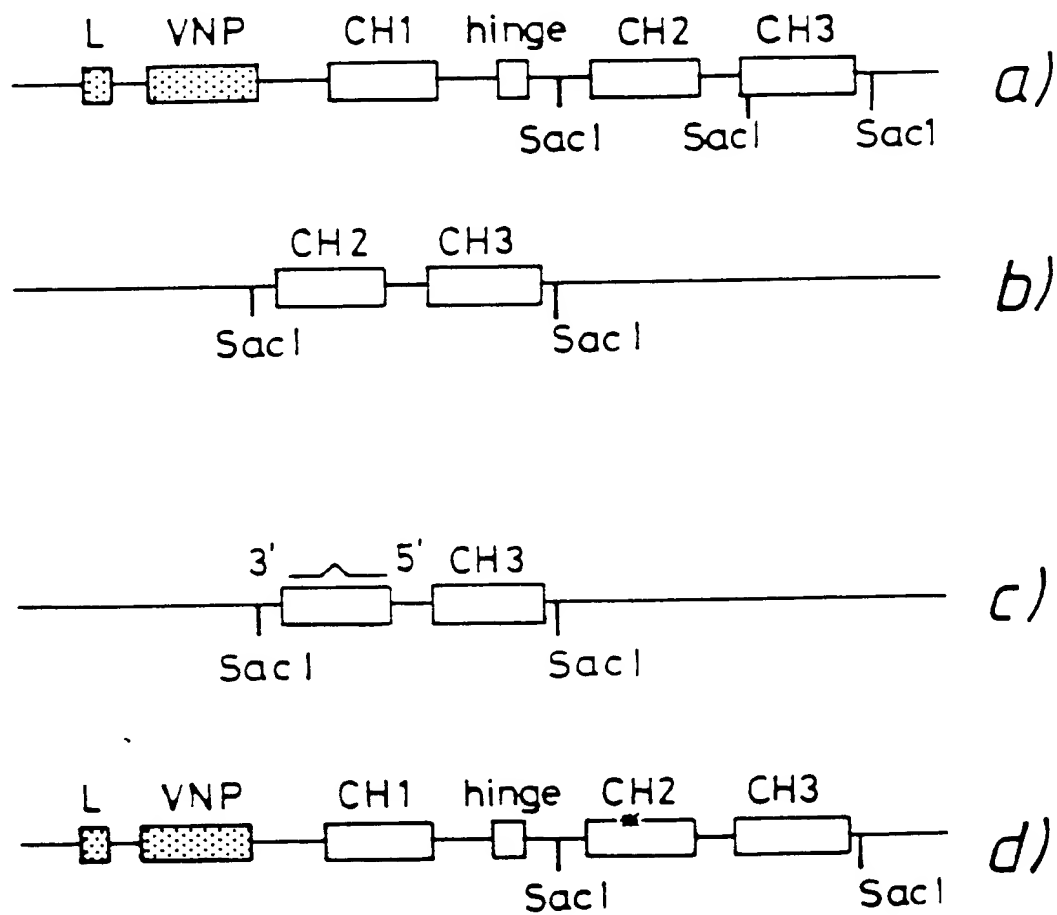 L VNP CH1 hinge CH2 CH3
a)
SacI SacI Sac1
CH2 CH3
b)
SacI SacI
3' 5' CH3
c)
SacI SacI
L VNP CH1 hinge CH2 CH3
d)
SacI SacI